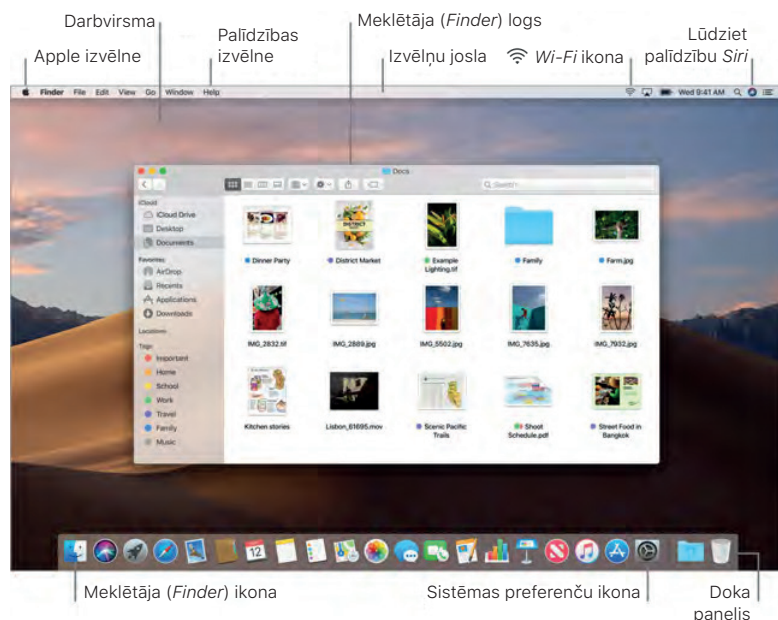 Darbvirsma
Palīdzības
izvēlne
Meklētāja (Finder) logs
Apple izvēlne
Izvēlņu josla
Wi-Fi ikona
Lūdziet
palīdzību Siri
Finder File Edit View Go Window Help
Wed 9:41 AM
Docs
Search
iCloud
iCloud Drive
Desktop
Documents
Favorites
AirDrop
Recents
Applications
Downloads
Locations
Tags
Important
Home
School
Work
Travel
Family
Music
Dinner Party
District Market
Example
Lighting.tif
Family
Farm.jpg
IMG_2832.tif
IMG_2889.jpg
IMG_5502.jpg
IMG_7635.jpg
IMG_7932.jpg
Kitchen stories
Lisbon_61695.mov
Scenic Pacific
Trails
Shoot
Schedule.pdf
Street Food in
Bangkok
DISTRICT
12
Meklētāja (Finder) ikona
Sistēmas preferenču ikona
Doka
panelis